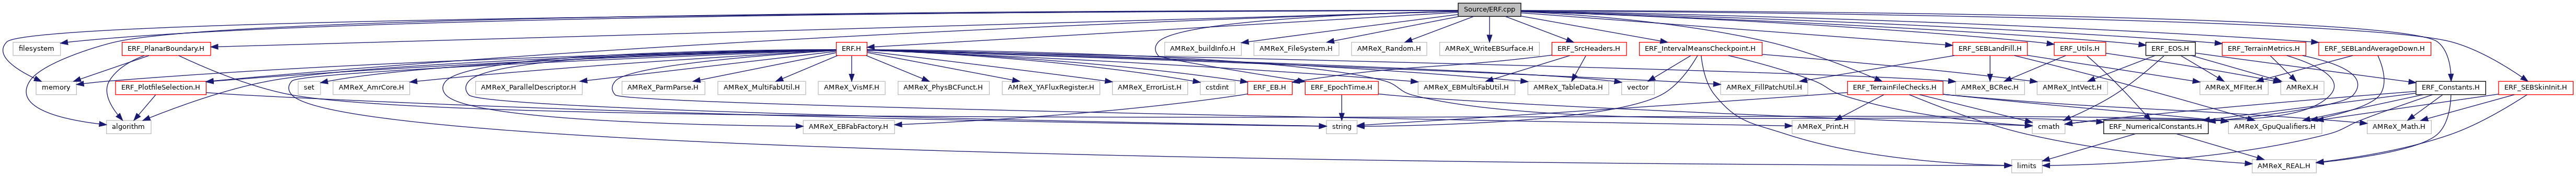 Source/ERF.cpp
filesystem
ERF_PlanarBoundary.H
ERF.H
AMReX_buildInfo.H
AMReX_FileSystem.H
AMReX_Random.H
AMReX_WriteEBSurface.H
ERF_SrcHeaders.H
ERF_IntervalMeansCheckpoint.H
ERF_SEBLandFill.H
ERF_Utils.H
ERF_EOS.H
ERF_TerrainMetrics.H
ERF_SEBLandAverageDown.H
memory
ERF_PlotfileSelection.H
set
AMReX_AmrCore.H
AMReX_ParallelDescriptor.H
AMReX_ParmParse.H
AMReX_MultiFabUtil.H
AMReX_VisMF.H
AMReX_PhysBCFunct.H
AMReX_YAFluxRegister.H
AMReX_ErrorList.H
cstdint
ERF_EB.H
ERF_EpochTime.H
AMReX_EBMultiFabUtil.H
AMReX_TableData.H
vector
AMReX_FillPatchUtil.H
ERF_TerrainFileChecks.H
AMReX_BCRec.H
AMReX_IntVect.H
AMReX_MFIter.H
AMReX.H
ERF_Constants.H
ERF_SEBSkinInit.H
algorithm
AMReX_EBFabFactory.H
string
AMReX_Print.H
cmath
ERF_NumericalConstants.H
AMReX_GpuQualifiers.H
AMReX_Math.H
limits
AMReX_REAL.H